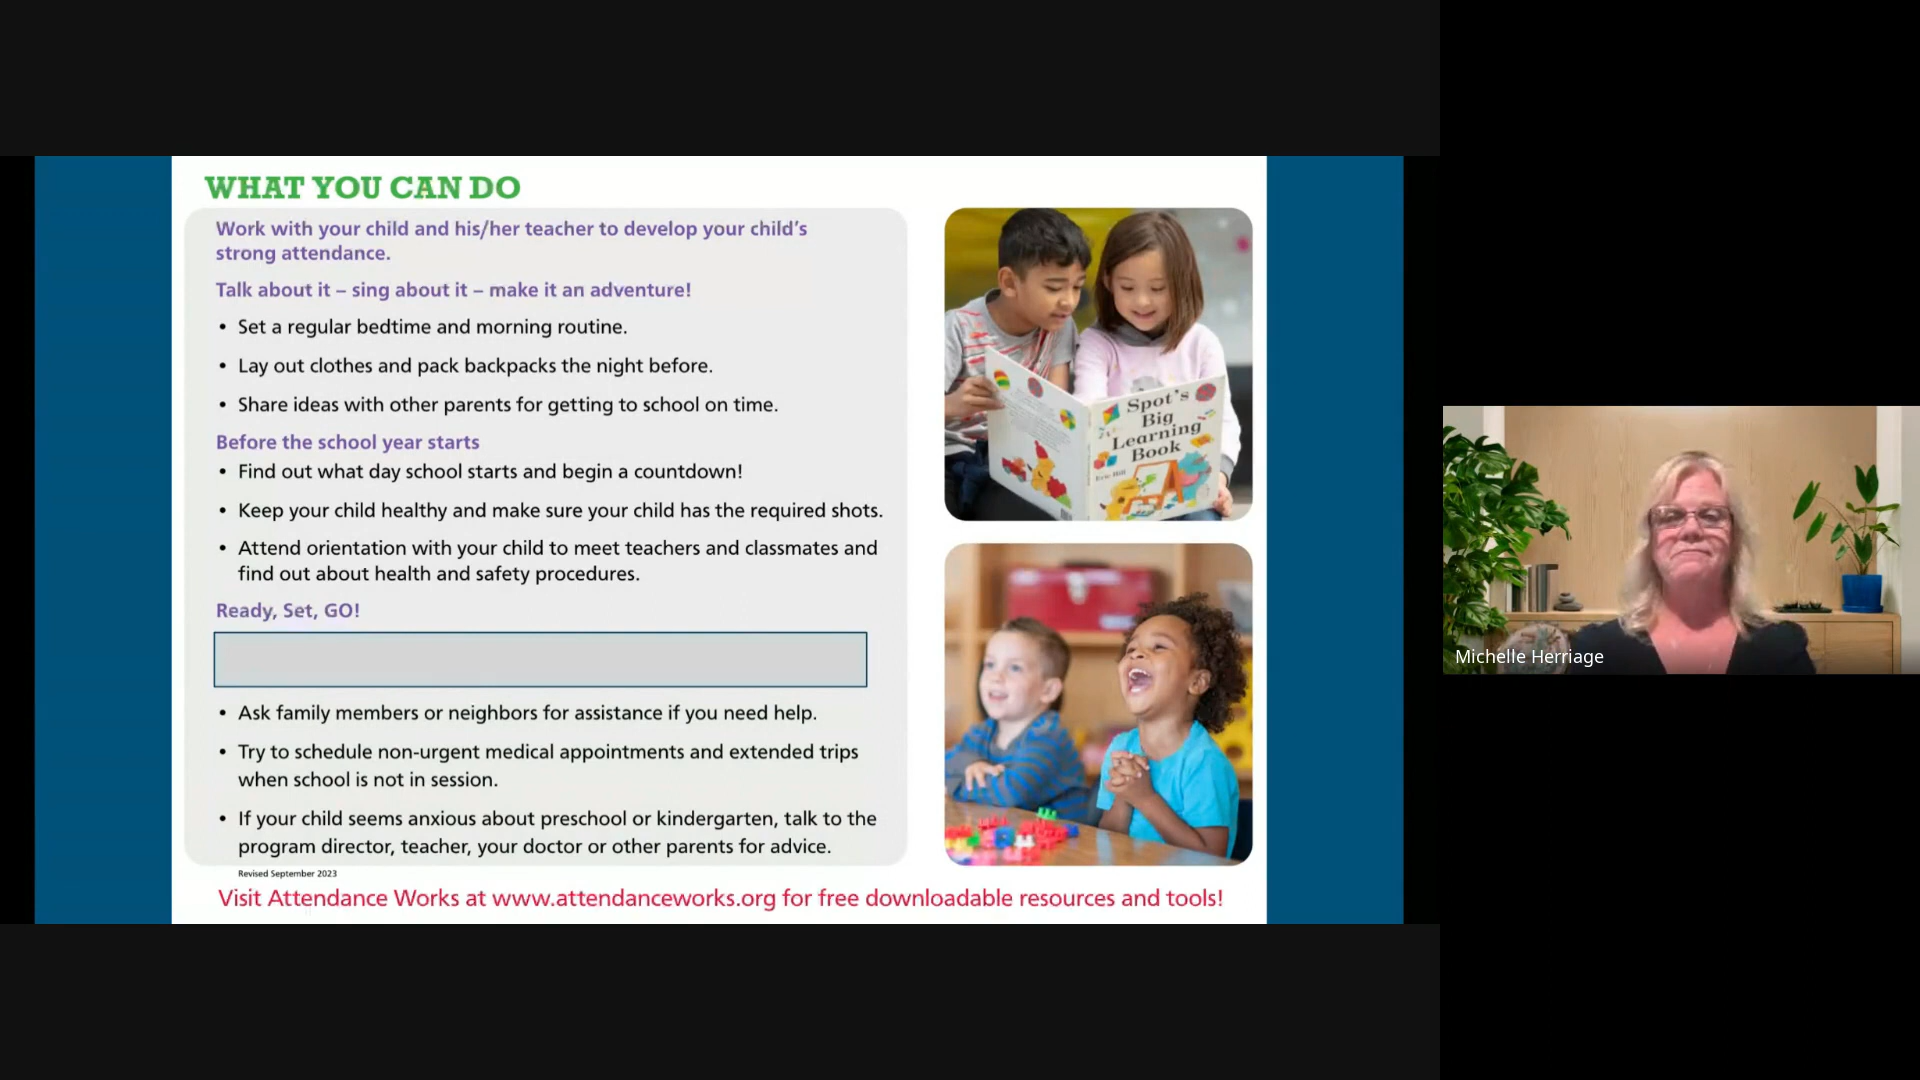 WHAT YOU CAN DO
Work with your child and his/her teacher to develop your child's
strong attendance.
Talk about it – sing about it – make it an adventure!
• Set a regular bedtime and morning routine.
• Lay out clothes and pack backpacks the night before.
• Share ideas with other parents for getting to school on time.
Before the school year starts
• Find out what day school starts and begin a countdown!
• Keep your child healthy and make sure your child has the required shots.
• Attend orientation with your child to meet teachers and classmates and
find out about health and safety procedures.
Ready, Set, GO!
• Ask family members or neighbors for assistance if you need help.
• Try to schedule non-urgent medical appointments and extended trips
when school is not in session.
• If your child seems anxious about preschool or kindergarten, talk to the
program director, teacher, your doctor or other parents for advice.
Revised September 2023
Visit Attendance Works at www.attendanceworks.org for free downloadable resources and tools!
Spot's
Big
Learning
Book
Eric Hill
Michelle Herriage